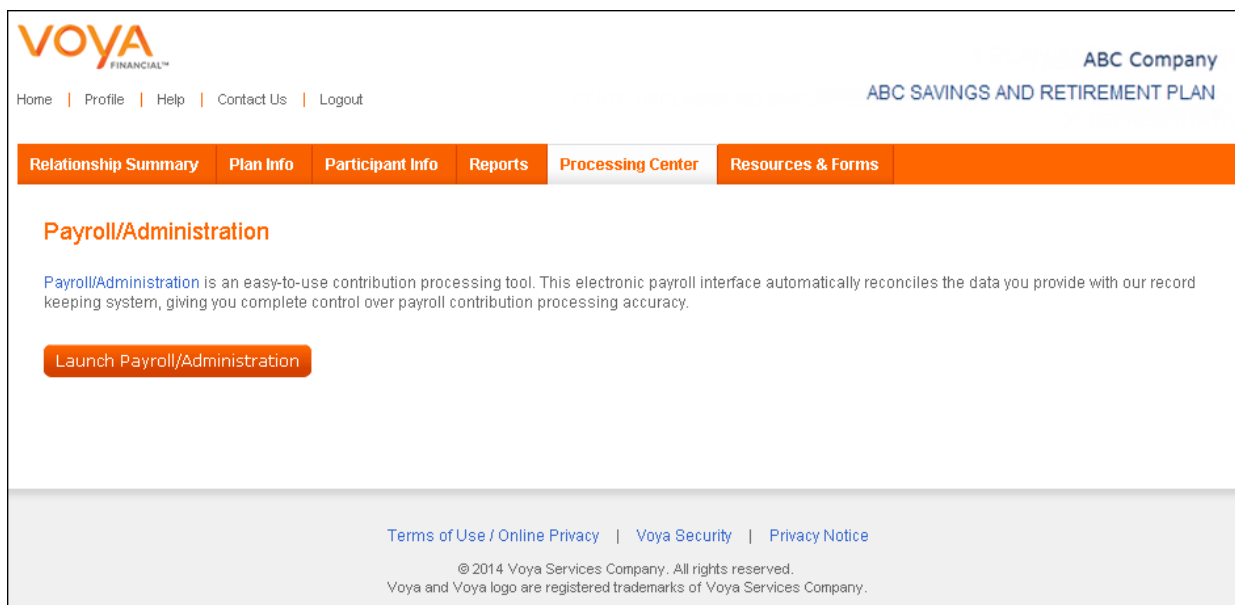 VOYA
FINANCIAL™
ABC Company
Home | Profile | Help | Contact Us | Logout
ABC SAVINGS AND RETIREMENT PLAN
Relationship Summary Plan Info Participant Info Reports Processing Center Resources & Forms
Payroll/Administration
Payroll/Administration is an easy-to-use contribution processing tool. This electronic payroll interface automatically reconciles the data you provide with our record
keeping system, giving you complete control over payroll contribution processing accuracy.
Launch Payroll/Administration
Terms of Use / Online Privacy | Voya Security | Privacy Notice
© 2014 Voya Services Company. All rights reserved.
Voya and Voya logo are registered trademarks of Voya Services Company.